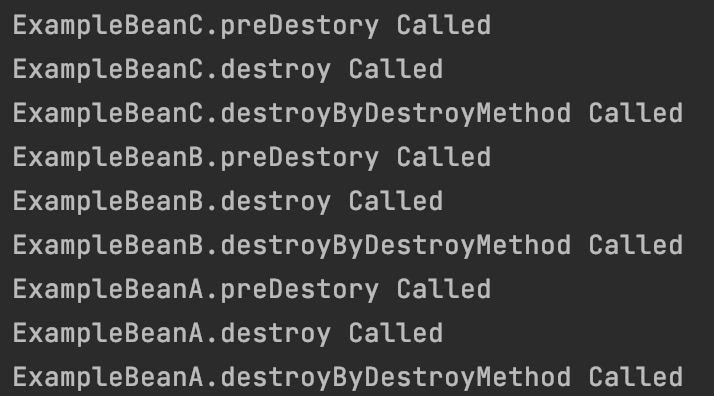 ExampleBeanC.preDestory Called
ExampleBeanC.destroy Called
ExampleBeanC.destroyByDestroyMethod Called
ExampleBeanB.preDestory Called
ExampleBeanB.destroy Called
ExampleBeanB.destroyByDestroyMethod Called
ExampleBeanA.preDestory Called
ExampleBeanA.destroy Called
ExampleBeanA.destroyByDestroyMethod Called